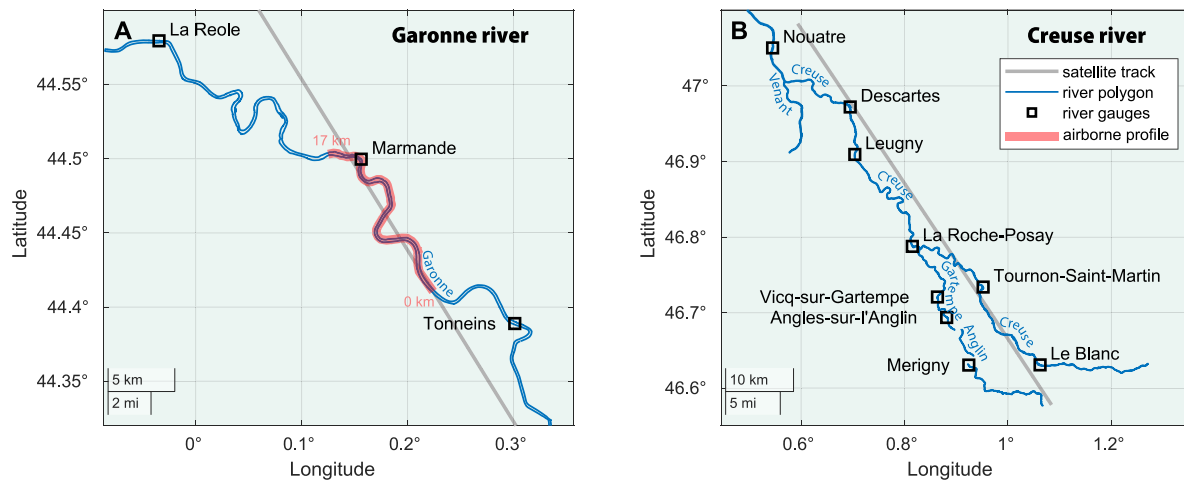 A
Garonne river
La Reole
17 km
Marmande
Garonne
0 km
Tonneins
5 km
2 mi
44.55°
44.5°
44.45°
44.4°
44.35°
Latitude
0°
0.1°
0.2°
0.3°
Longitude
B
Creuse river
satellite track
river polygon
river gauges
airborne profile
Nouatre
Creuse
Venant
Descartes
Leugny
Creuse
La Roche-Posay
Gartempe
Tournon-Saint-Martin
Vicq-sur-Gartempe
Angles-sur-l'Anglin
Anglin
Creuse
Merigny
Le Blanc
10 km
5 mi
47°
46.9°
46.8°
46.7°
46.6°
Latitude
0.6°
0.8°
1°
1.2°
Longitude